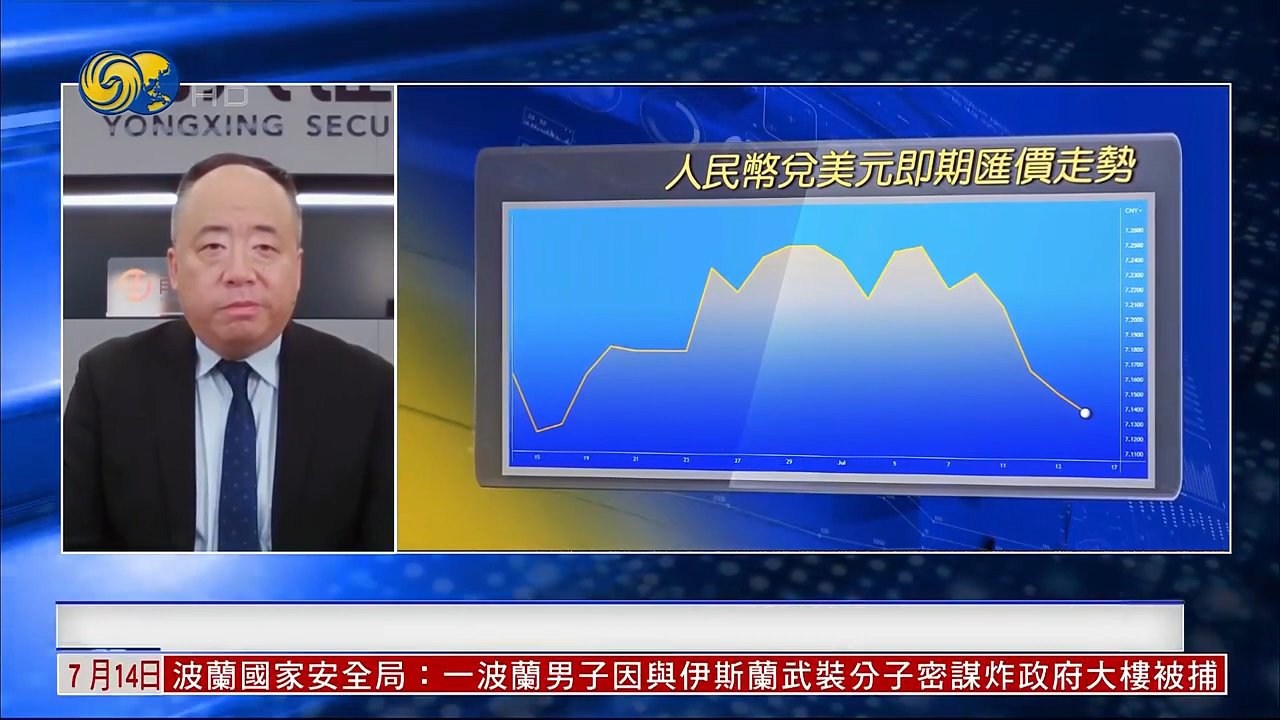 HD
YONGXING SECU
人民幣兌美元即期匯價走勢
CNY
7.2600
7.2500
7.2400
7.2300
7.2200
7.2100
7.2000
7.1900
7.1800
7.1700
7.1600
7.1500
7.1400
7.1300
7.1200
7.1100
15 19 21 23 27 29 Jul 5 7 11 13 17
7月14日 波蘭國家安全局：一波蘭男子因與伊斯蘭武裝分子密謀炸政府大樓被捕